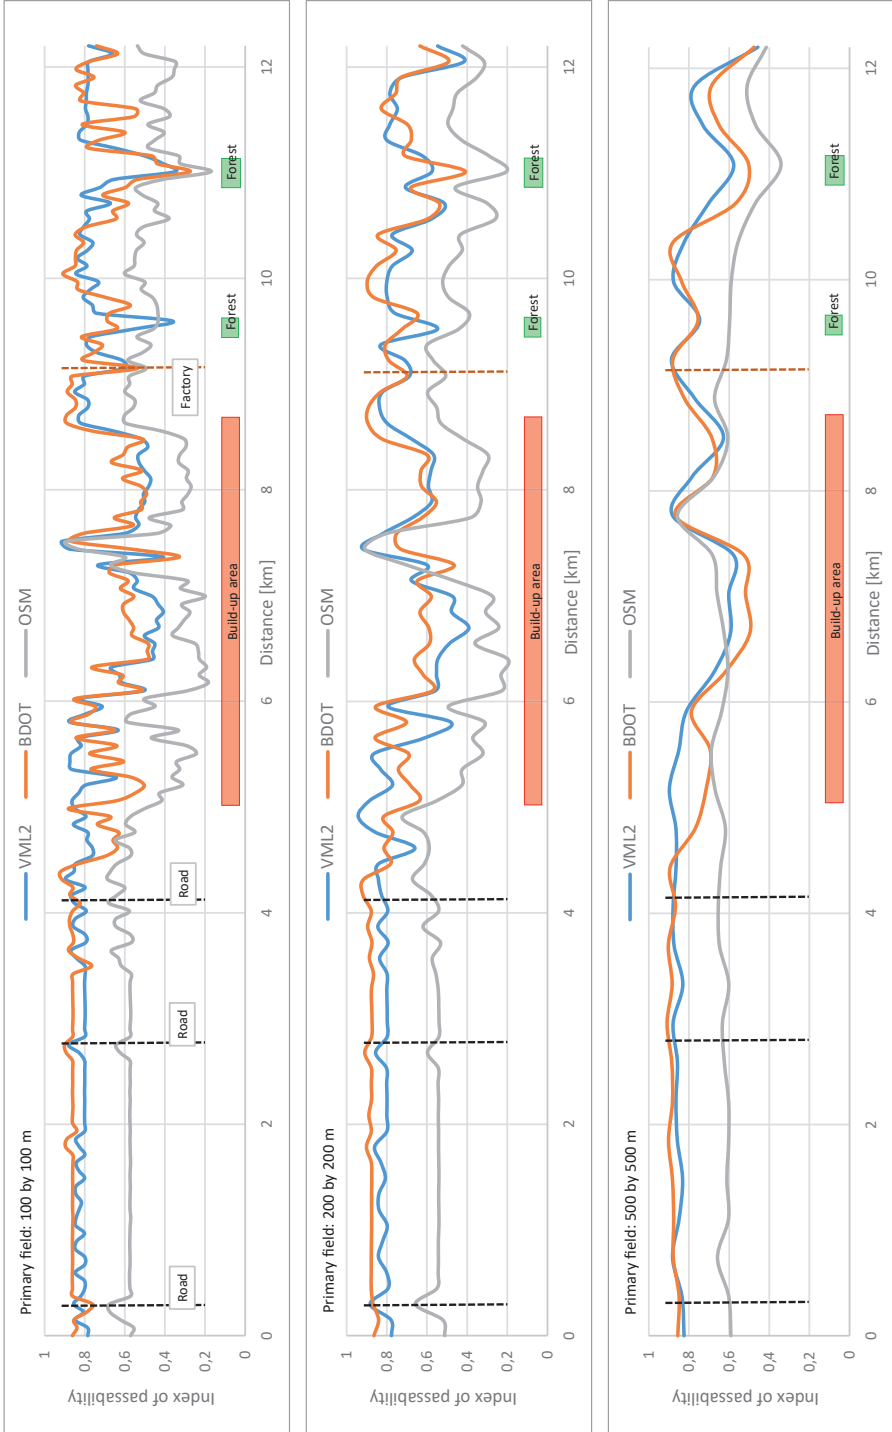 Primary field: 100 by 100 m
VML2
BDOT
OSM
Index of passability
1
0,8
0,6
0,4
0,2
0
Road
Road
Road
Factory
Build-up area
Forest
Forest
0
2
4
6
8
10
12
Distance [km]
Primary field: 200 by 200 m
VML2
BDOT
OSM
Index of passability
1
0,8
0,6
0,4
0,2
0
Build-up area
Forest
Forest
0
2
4
6
8
10
12
Distance [km]
Primary field: 500 by 500 m
VML2
BDOT
OSM
Index of passability
1
0,8
0,6
0,4
0,2
0
Build-up area
Forest
Forest
0
2
4
6
8
10
12
Distance [km]